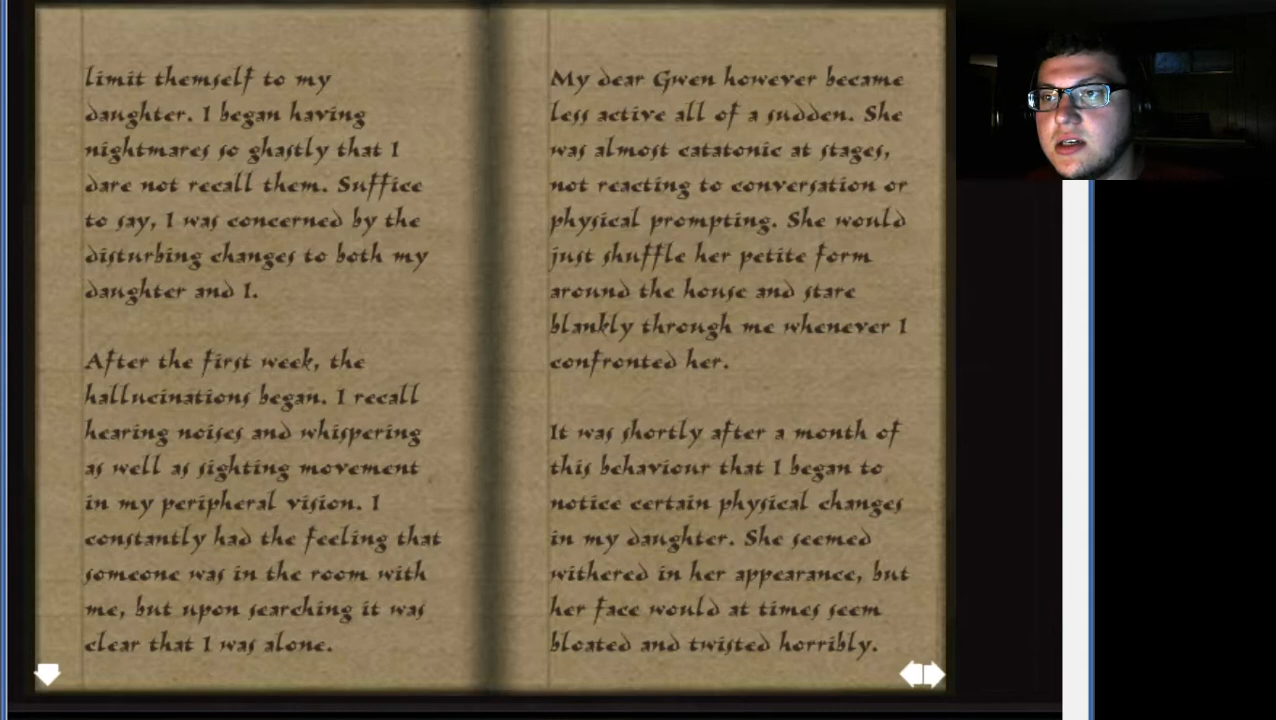 limit themself to my
daughter. I began having
nightmares so ghastly that I
dare not recall them. Suffice
to say, I was concerned by the
disturbing changes to both my
daughter and I.
After the first week, the
hallucinations began. I recall
hearing noises and whispering
as well as sighting movement
in my peripheral vision. I
constantly had the feeling that
someone was in the room with
me, but upon searching it was
clear that I was alone.
My dear Gwen however became
less active all of a sudden. She
was almost catatonic at stages,
not reacting to conversation or
physical prompting. She would
just shuffle her petite form
around the house and stare
blankly through me whenever I
confronted her.
It was shortly after a month of
this behaviour that I began to
notice certain physical changes
in my daughter. She seemed
withered in her appearance, but
her face would at times seem
bloated and twisted horribly.